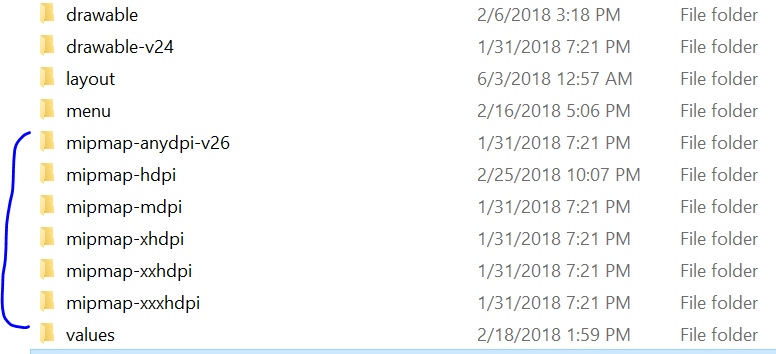 drawable 2/6/2018 3:18 PM File folder
drawable-v24 1/31/2018 7:21 PM File folder
layout 6/3/2018 12:57 AM File folder
menu 2/16/2018 5:06 PM File folder
mipmap-anydpi-v26 1/31/2018 7:21 PM File folder
mipmap-hdpi 2/25/2018 10:07 PM File folder
mipmap-mdpi 1/31/2018 7:21 PM File folder
mipmap-xhdpi 1/31/2018 7:21 PM File folder
mipmap-xxhdpi 1/31/2018 7:21 PM File folder
mipmap-xxxhdpi 1/31/2018 7:21 PM File folder
values 2/18/2018 1:59 PM File folder